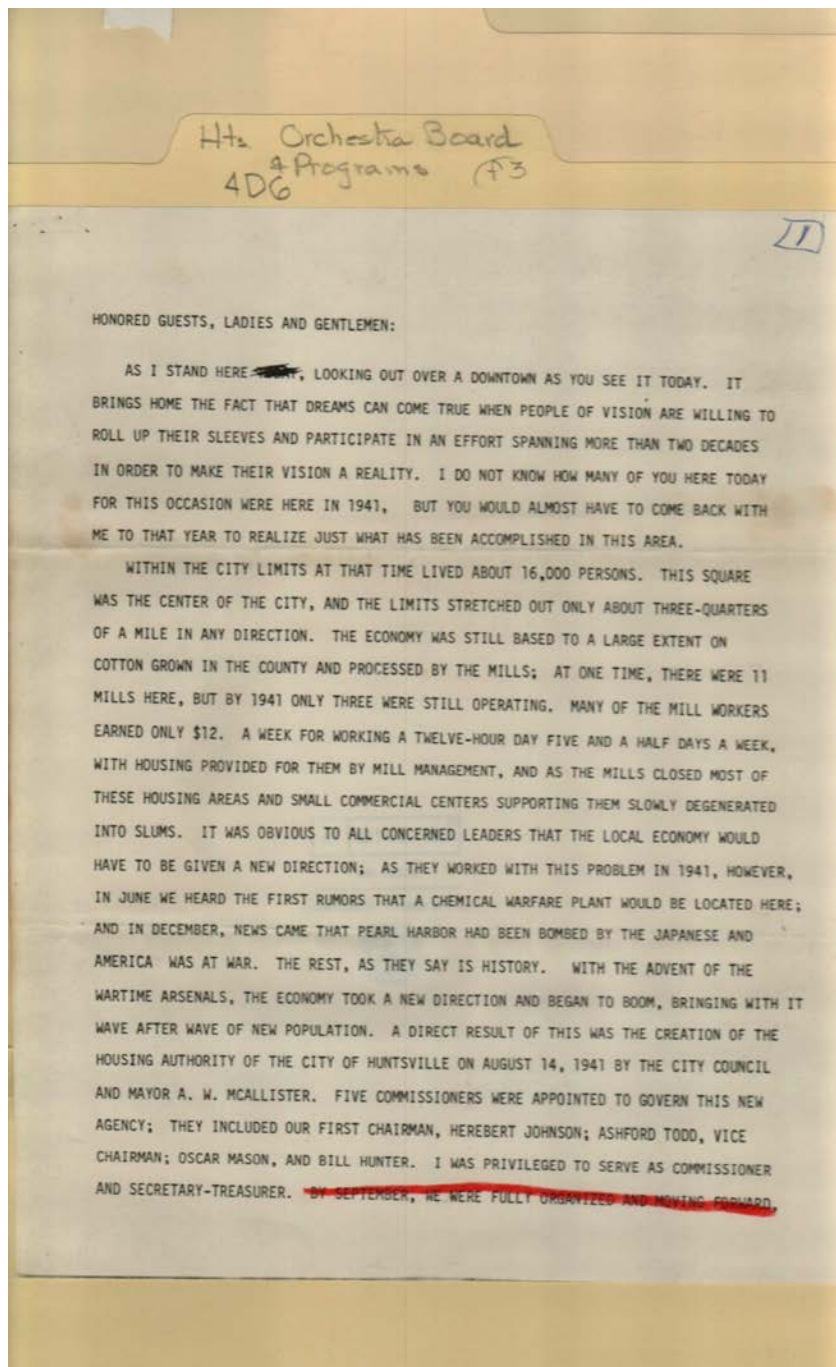 Hts Orchestra Board
& Programs f3
4D6
1
HONORED GUESTS, LADIES AND GENTLEMEN:
AS I STAND HERE , LOOKING OUT OVER A DOWNTOWN AS YOU SEE IT TODAY. IT
BRINGS HOME THE FACT THAT DREAMS CAN COME TRUE WHEN PEOPLE OF VISION ARE WILLING TO
ROLL UP THEIR SLEEVES AND PARTICIPATE IN AN EFFORT SPANNING MORE THAN TWO DECADES
IN ORDER TO MAKE THEIR VISION A REALITY. I DO NOT KNOW HOW MANY OF YOU HERE TODAY
FOR THIS OCCASION WERE HERE IN 1941, BUT YOU WOULD ALMOST HAVE TO COME BACK WITH
ME TO THAT YEAR TO REALIZE JUST WHAT HAS BEEN ACCOMPLISHED IN THIS AREA.
WITHIN THE CITY LIMITS AT THAT TIME LIVED ABOUT 16,000 PERSONS. THIS SQUARE
WAS THE CENTER OF THE CITY, AND THE LIMITS STRETCHED OUT ONLY ABOUT THREE-QUARTERS
OF A MILE IN ANY DIRECTION. THE ECONOMY WAS STILL BASED TO A LARGE EXTENT ON
COTTON GROWN IN THE COUNTY AND PROCESSED BY THE MILLS; AT ONE TIME, THERE WERE 11
MILLS HERE, BUT BY 1941 ONLY THREE WERE STILL OPERATING. MANY OF THE MILL WORKERS
EARNED ONLY $12. A WEEK FOR WORKING A TWELVE-HOUR DAY FIVE AND A HALF DAYS A WEEK,
WITH HOUSING PROVIDED FOR THEM BY MILL MANAGEMENT, AND AS THE MILLS CLOSED MOST OF
THESE HOUSING AREAS AND SMALL COMMERCIAL CENTERS SUPPORTING THEM SLOWLY DEGENERATED
INTO SLUMS. IT WAS OBVIOUS TO ALL CONCERNED LEADERS THAT THE LOCAL ECONOMY WOULD
HAVE TO BE GIVEN A NEW DIRECTION; AS THEY WORKED WITH THIS PROBLEM IN 1941, HOWEVER,
IN JUNE WE HEARD THE FIRST RUMORS THAT A CHEMICAL WARFARE PLANT WOULD BE LOCATED HERE;
AND IN DECEMBER, NEWS CAME THAT PEARL HARBOR HAD BEEN BOMBED BY THE JAPANESE AND
AMERICA WAS AT WAR. THE REST, AS THEY SAY IS HISTORY. WITH THE ADVENT OF THE
WARTIME ARSENALS, THE ECONOMY TOOK A NEW DIRECTION AND BEGAN TO BOOM, BRINGING WITH IT
WAVE AFTER WAVE OF NEW POPULATION. A DIRECT RESULT OF THIS WAS THE CREATION OF THE
HOUSING AUTHORITY OF THE CITY OF HUNTSVILLE ON AUGUST 14, 1941 BY THE CITY COUNCIL
AND MAYOR A. W. MCALLISTER. FIVE COMMISSIONERS WERE APPOINTED TO GOVERN THIS NEW
AGENCY; THEY INCLUDED OUR FIRST CHAIRMAN, HEREBERT JOHNSON; ASHFORD TODD, VICE
CHAIRMAN; OSCAR MASON, AND BILL HUNTER. I WAS PRIVILEGED TO SERVE AS COMMISSIONER
AND SECRETARY-TREASURER. BY SEPTEMBER, WE WERE FULLY ORGANIZED AND MOVING FORWARD,